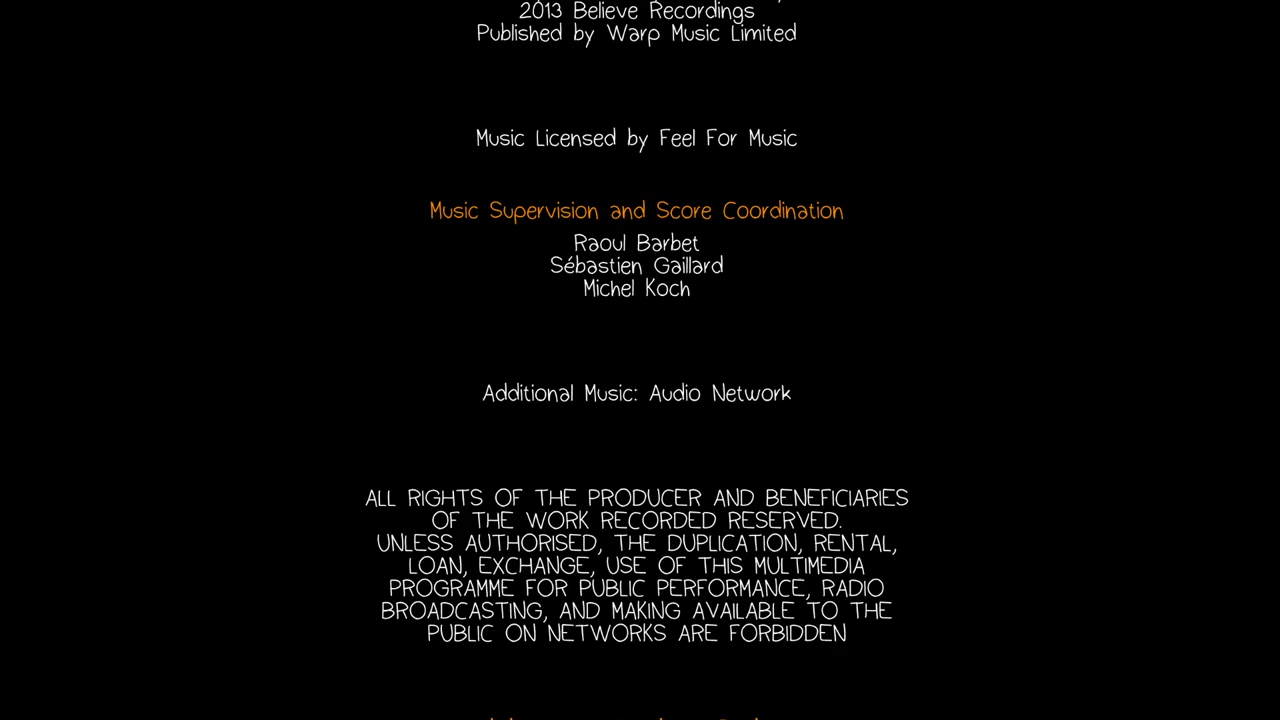 2013 Believe Recordings
Published by Warp Music Limited
Music Licensed by Feel For Music
Music Supervision and Score Coordination
Raoul Barbet
Sébastien Gaillard
Michel Koch
Additional Music: Audio Network
ALL RIGHTS OF THE PRODUCER AND BENEFICIARIES
OF THE WORK RECORDED RESERVED.
UNLESS AUTHORISED, THE DUPLICATION, RENTAL,
LOAN, EXCHANGE, USE OF THIS MULTIMEDIA
PROGRAMME FOR PUBLIC PERFORMANCE, RADIO
BROADCASTING, AND MAKING AVAILABLE TO THE
PUBLIC ON NETWORKS ARE FORBIDDEN